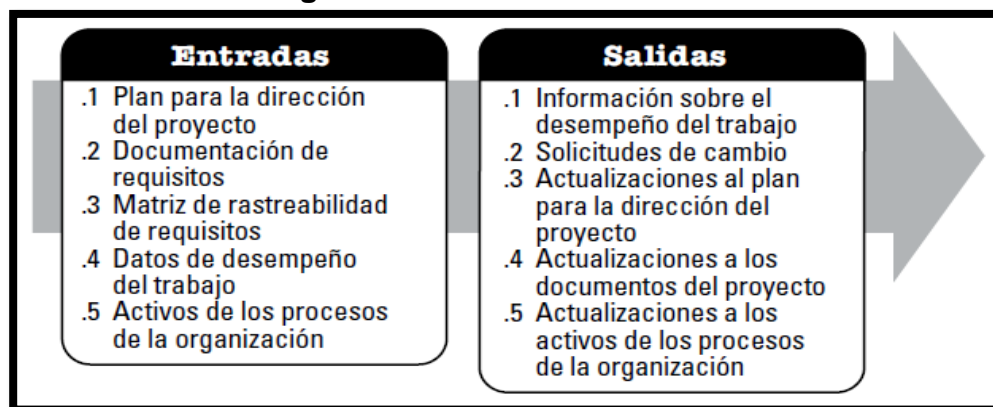 Entradas
.1 Plan para la dirección
del proyecto
.2 Documentación de
requisitos
.3 Matriz de rastreabilidad
de requisitos
.4 Datos de desempeño
del trabajo
.5 Activos de los procesos
de la organización
Salidas
.1 Información sobre el
desempeño del trabajo
.2 Solicitudes de cambio
.3 Actualizaciones al plan
para la dirección del
proyecto
.4 Actualizaciones a los
documentos del proyecto
.5 Actualizaciones a los
activos de los procesos
de la organización